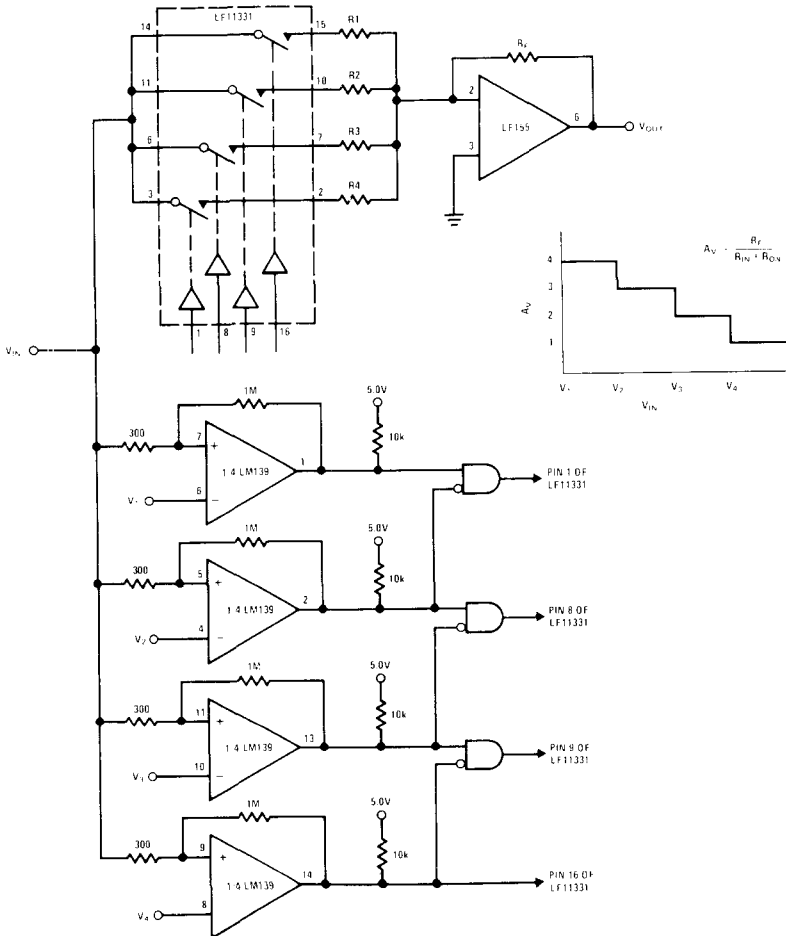 LF11331
14
15
R1
11
10
R2
6
7
R3
3
2
R4
1
8
9
16
RF
2
3
LF155
6
VOUT
AV = RF / RIN + RON
4
3
2
1
AV
V1
V2
V3
V4
VIN
VIN
300
1M
5.0V
10k
7
+
6
−
1/4 LM139
1
V1
PIN 1 OF
LF11331
300
1M
5.0V
10k
5
+
4
−
1/4 LM139
2
V2
PIN 8 OF
LF11331
300
1M
5.0V
10k
11
+
10
−
1/4 LM139
13
V3
PIN 9 OF
LF11331
300
1M
5.0V
10k
9
+
8
−
1/4 LM139
14
V4
PIN 16 OF
LF11331